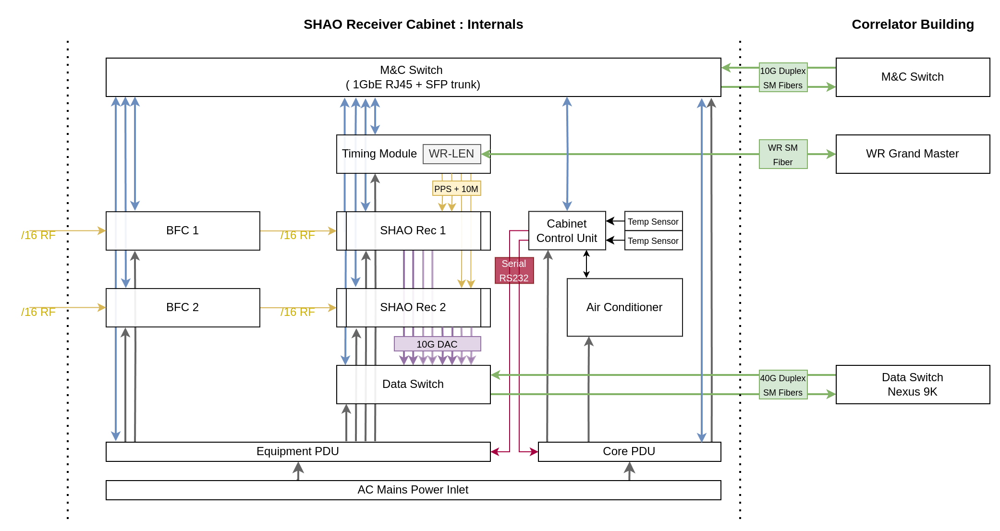 SHAO Receiver Cabinet : Internals
Correlator Building
M&C Switch
( 1GbE RJ45 + SFP trunk)
10G Duplex
SM Fibers
M&C Switch
Timing Module
WR-LEN
WR SM
Fiber
WR Grand Master
PPS + 10M
/16 RF
BFC 1
/16 RF
SHAO Rec 1
Cabinet
Control Unit
Temp Sensor
Temp Sensor
Serial
RS232
/16 RF
BFC 2
/16 RF
SHAO Rec 2
Air Conditioner
10G DAC
Data Switch
40G Duplex
SM Fibers
Data Switch
Nexus 9K
Equipment PDU
Core PDU
AC Mains Power Inlet